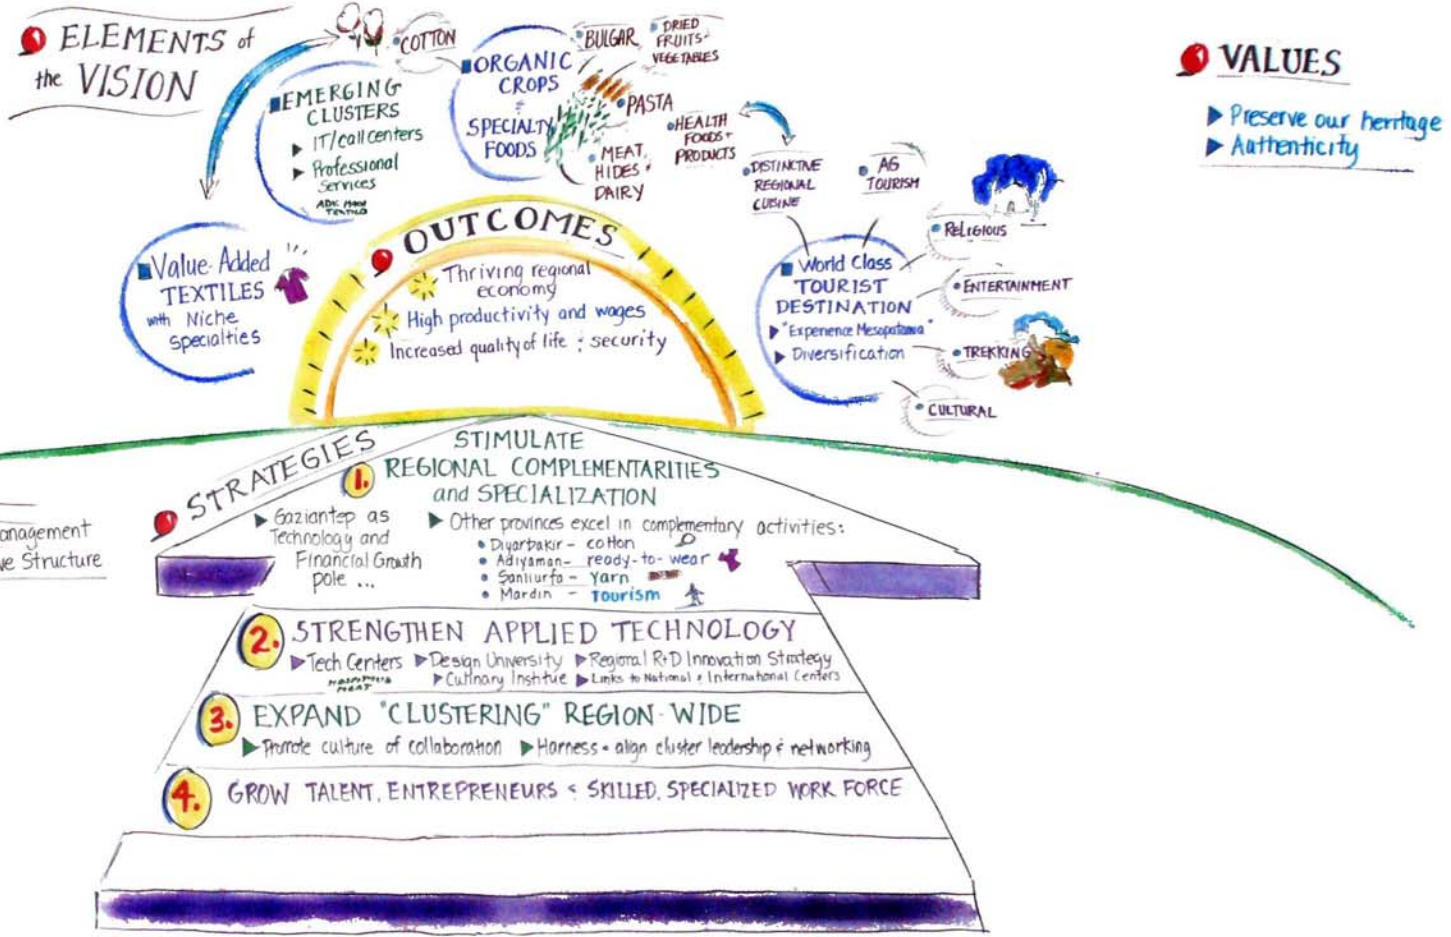 ELEMENTS of
the VISION
COTTON
EMERGING
CLUSTERS
IT/call centers
Professional
Services
ORGANIC
CROPS
&
SPECIALTY
FOODS
BULGAR
DRIED
FRUITS+
VEGETABLES
PASTA
HEALTH
FOODS+
PRODUCTS
MEAT,
HIDES +
DAIRY
Value-Added
TEXTILES
with Niche
Specialties
OUTCOMES
Thriving regional
economy
High productivity and wages
Increased quality of life & security
DISTINCTIVE
REGIONAL
CUISINE
AG
TOURISM
World Class
TOURIST
DESTINATION
"Experience Mesopotamia"
Diversification
RELIGIOUS
ENTERTAINMENT
TREKKING
CULTURAL
VALUES
Preserve our heritage
Authenticity
anagement
ve Structure
STRATEGIES
1. STIMULATE
REGIONAL COMPLEMENTARITIES
and SPECIALIZATION
Gaziantep as
Technology and
Financial Growth
pole ...
Other provinces excel in complementary activities:
Diyarbakir - cotton
Adiyaman - ready-to-wear
Sanliurfa - Yarn
Mardin - Tourism
2. STRENGTHEN APPLIED TECHNOLOGY
Tech Centers Design University Regional R+D Innovation Strategy
Culinary Institue Links to National & International Centers
3. EXPAND "CLUSTERING" REGION-WIDE
Promote culture of collaboration Harness + align cluster leadership & networking
4. GROW TALENT, ENTREPRENEURS & SKILLED, SPECIALIZED WORK FORCE